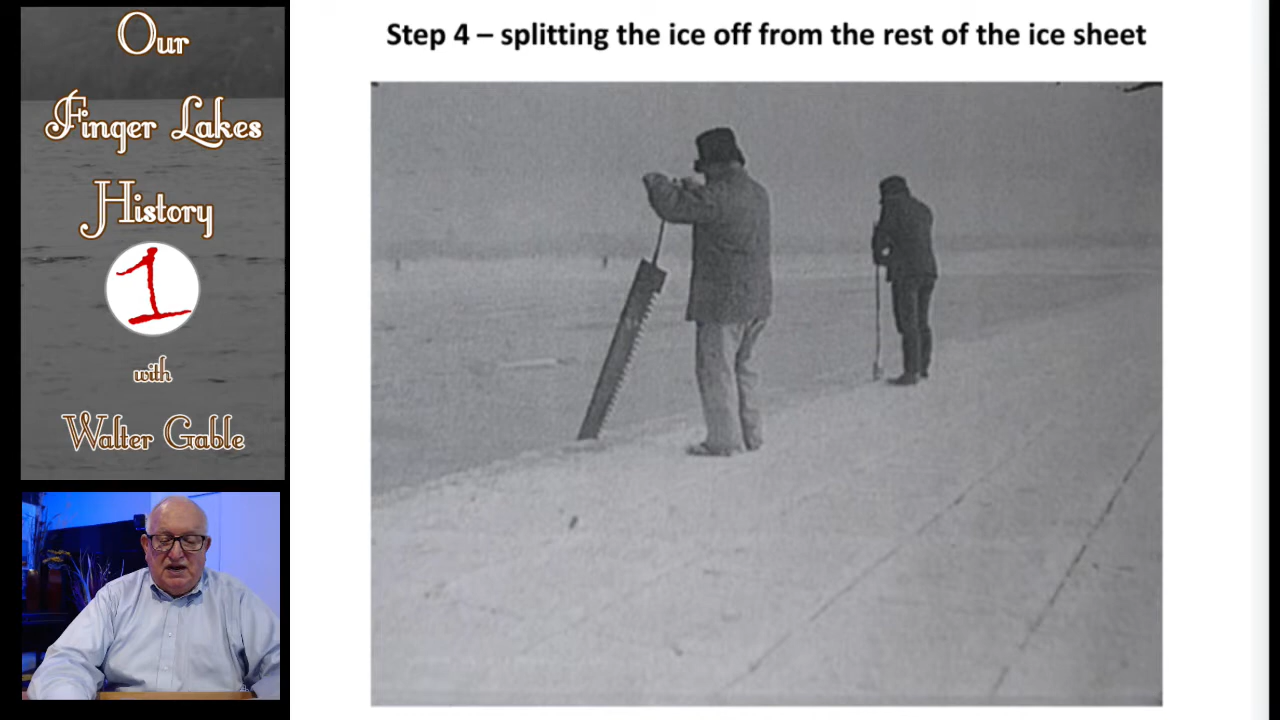 Our
Finger Lakes
History
1
with
Walter Gable
Step 4 – splitting the ice off from the rest of the ice sheet